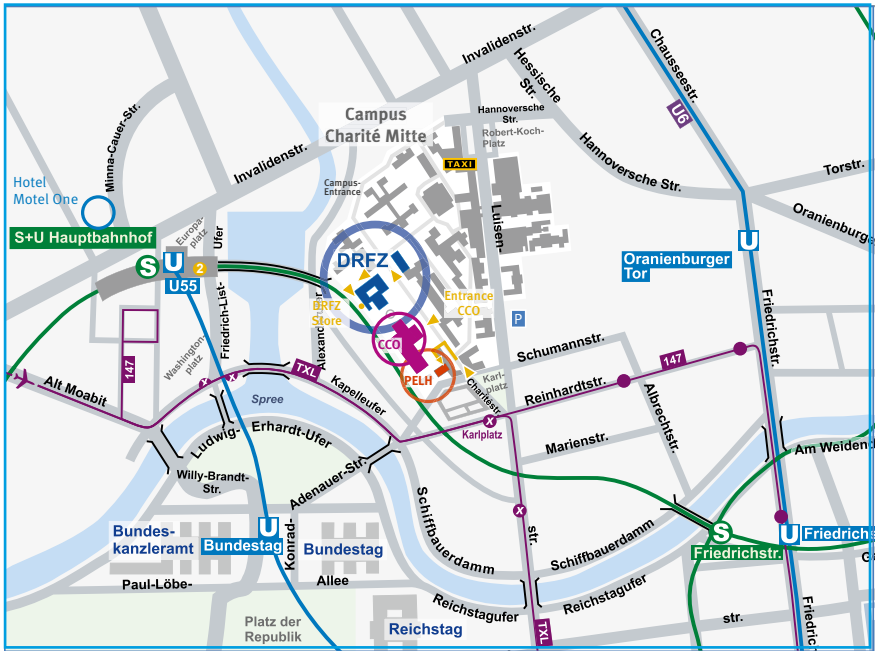 Invalidenstr.
Chausseestr.
Hessische
Str.
U6
Campus
Charité Mitte
Hannoversche
Str.
Robert-Koch-
Platz
Minna-Cauer-Str.
TAXI
Hannoversche Str.
Torstr.
Invalidenstr.
Campus-
Entrance
Hotel
Motel One
Luisen-
Oranienburge
S+U Hauptbahnhof
Europa-
platz
Ufer
U
Oranienburger
Tor
S
U
2
U55
DRFZ
DRFZ
Store
Entrance
CCO
P
Friedrichstr.
Friedrich-List-
Washington-
platz
CCO
Schumannstr.
147
147
TXL
PELH
Karl-
platz
Charitéstr.
Alt Moabit
x
x
Kapelleufer
Reinhardtstr.
Albrechtstr.
Spree
x
Karlplatz
Ludwig-
Erhardt-Ufer
Marienstr.
Am Weidend
Willy-Brandt-
Str.
Adenauer-Str.
Konrad-
Schiffbauerdamm
x
str.
Schiffbauerdamm
U
Bundestag
Bundes-
kanzleramt
Bundestag
S
Friedrichstr.
U
Friedrichs
Paul-Löbe-
Allee
Reichstagufer
Reichstagufer
Platz der
Republik
Reichstag
TXL
str.
Friedric